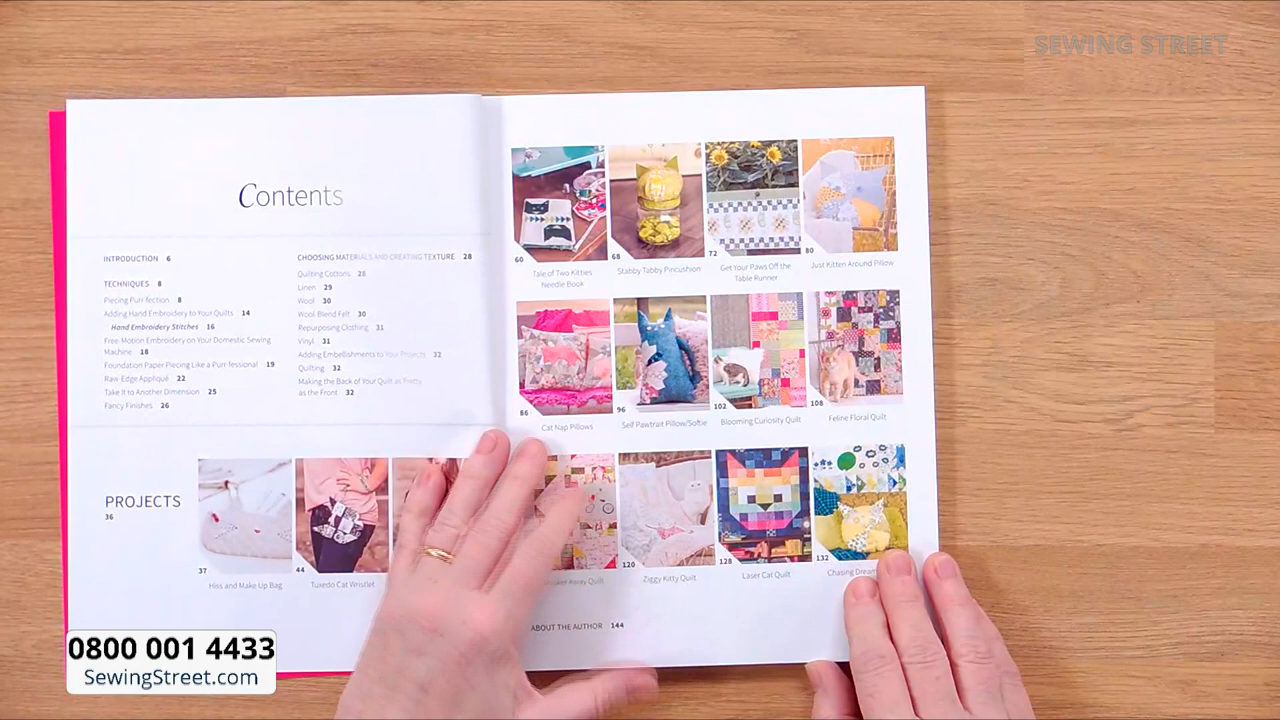 SEWING STREET
Contents
INTRODUCTION 6
TECHNIQUES 8
Piecing Purr-fection 8
Adding Hand Embroidery to Your Quilts 14
Hand Embroidery Stitches 16
Free-Motion Embroidery on Your Domestic Sewing
Machine 18
Foundation Paper Piecing Like a Purr-fessional 19
Raw-Edge Appliqué 22
Take It to Another Dimension 25
Fancy Finishes 26
CHOOSING MATERIALS AND CREATING TEXTURE 28
Quilting Cottons 28
Linen 29
Wool 30
Wool-Blend Felt 30
Repurposing Clothing 31
Vinyl 31
Adding Embellishments to Your Projects 32
Quilting 32
Making the Back of Your Quilt as Pretty
as the Front 32
60
Tale of Two Kitties
Needle Book
68
Stabby Tabby Pincushion
72
Get Your Paws Off the
Table Runner
80
Just Kitten Around Pillow
86
Cat Nap Pillows
96
Self Pawtrait Pillow/Softie
102
Blooming Curiosity Quilt
108
Feline Floral Quilt
PROJECTS
36
37
Hiss and Make Up Bag
44
Tuxedo Cat Wristlet
Away Quilt
120
Ziggy Kitty Quilt
128
Laser Cat Quilt
132
Chasing
ABOUT THE AUTHOR 144
0800 001 4433
SewingStreet.com